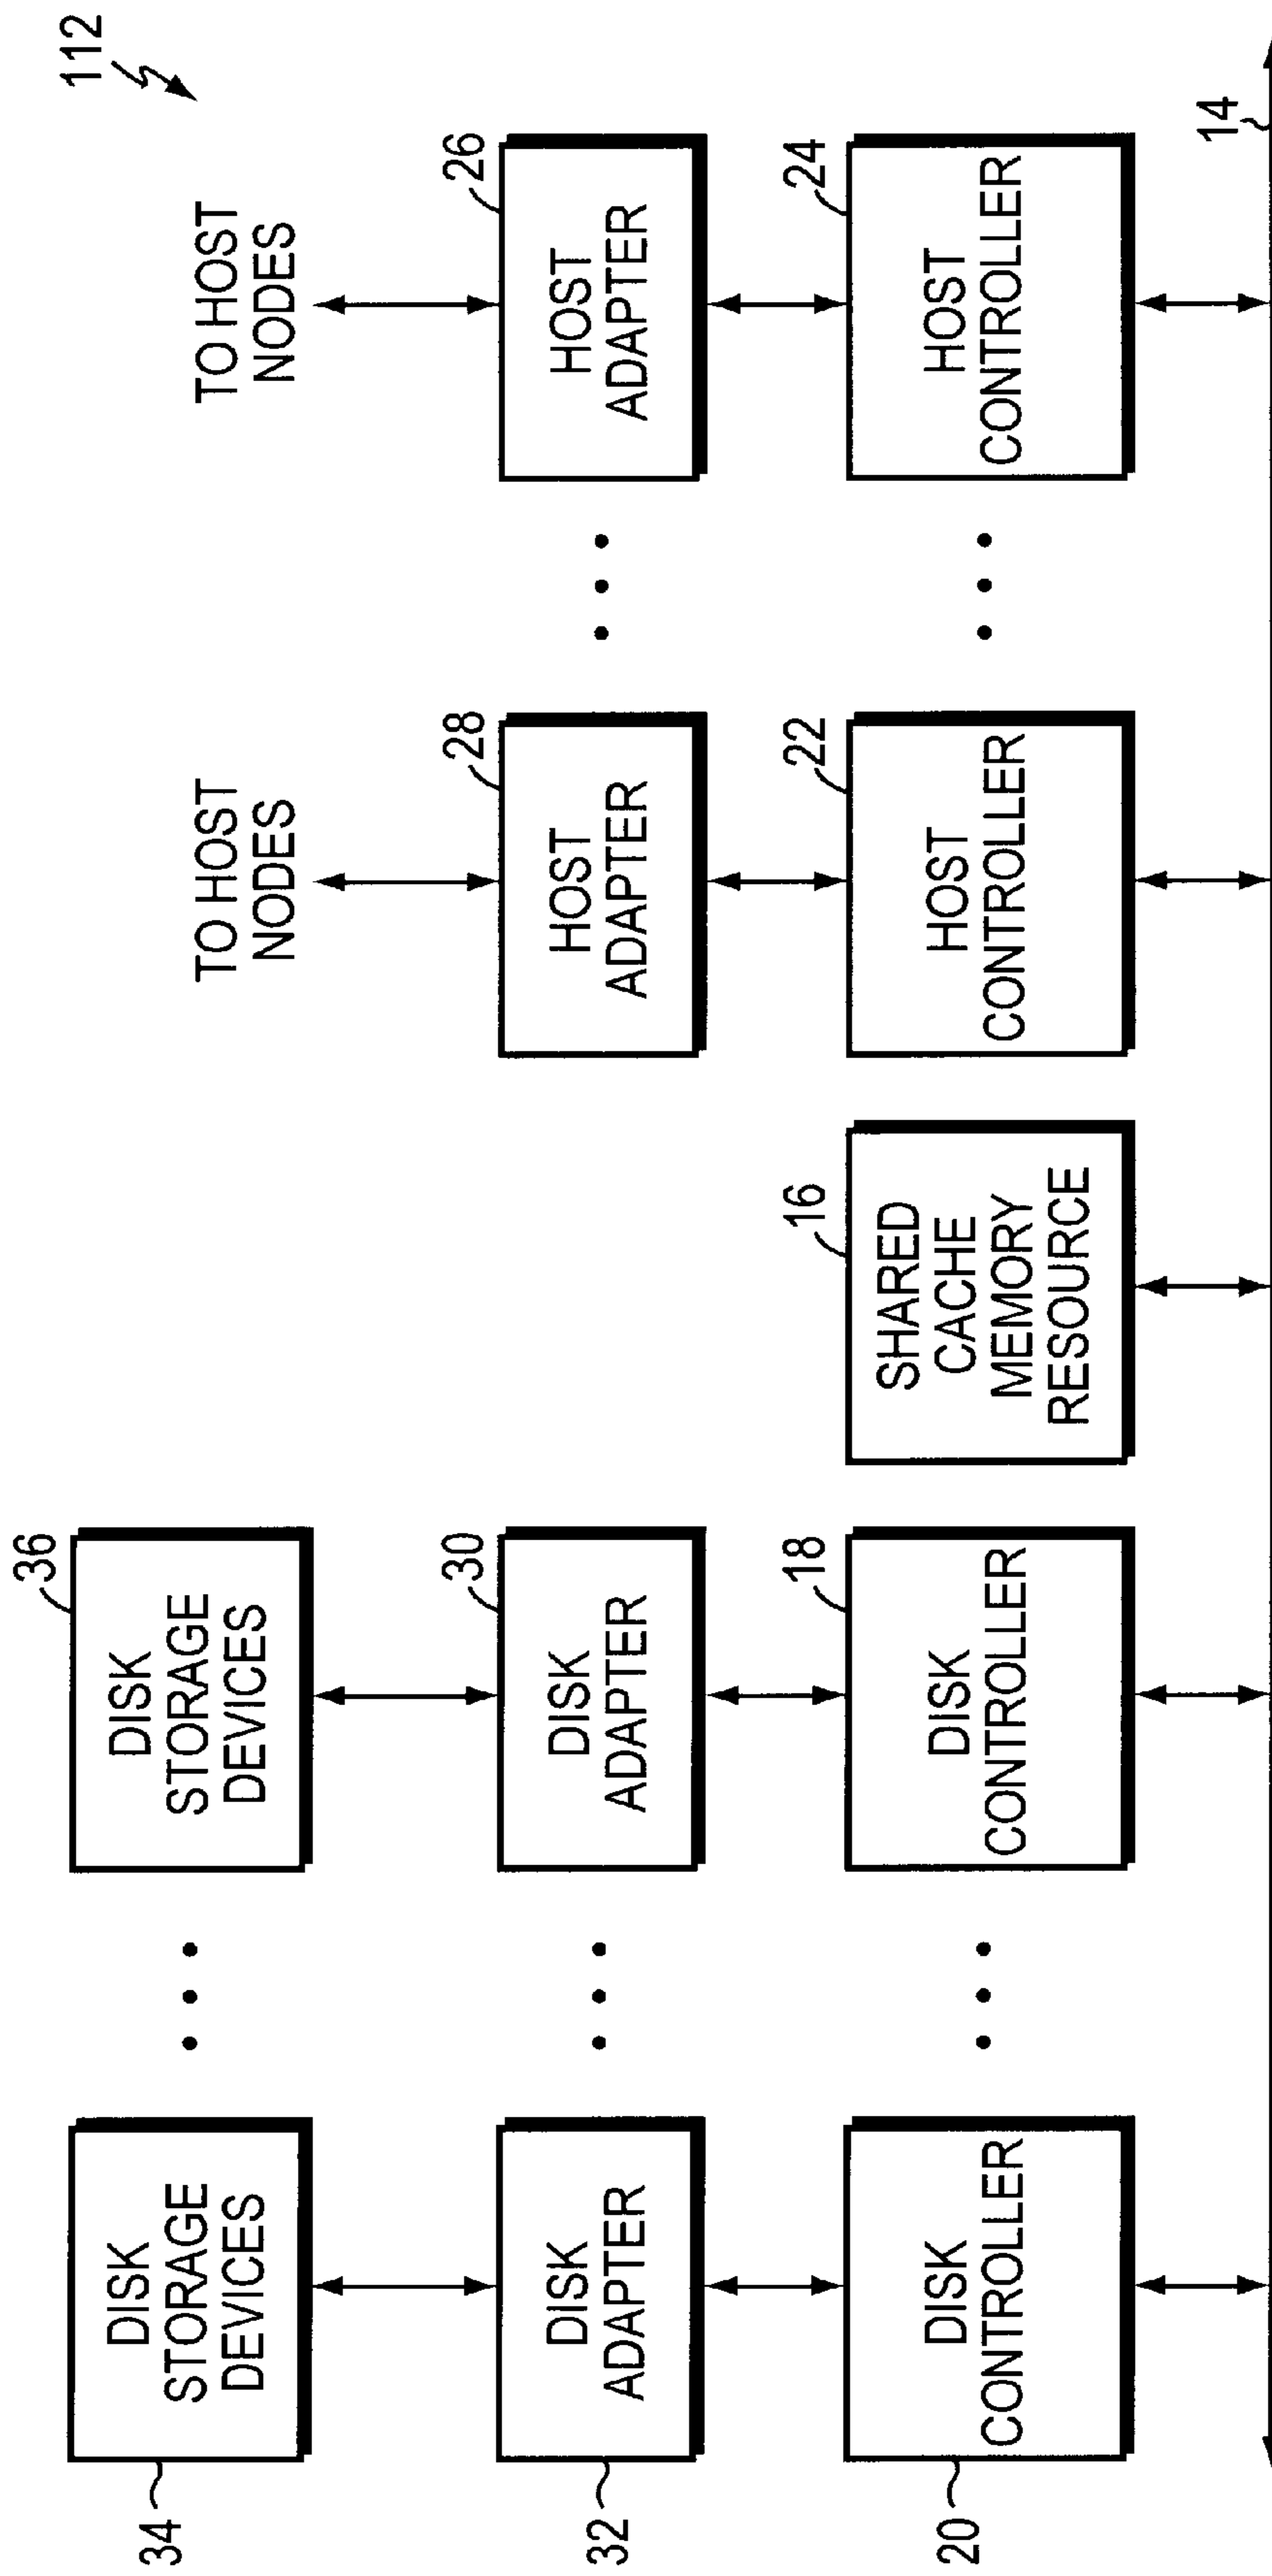 112
TO HOST
NODES
TO HOST
NODES
36
34
DISK
STORAGE
DEVICES
DISK
STORAGE
DEVICES
32
30
28
26
DISK
ADAPTER
DISK
ADAPTER
HOST
ADAPTER
HOST
ADAPTER
20
18
16
22
24
DISK
CONTROLLER
DISK
CONTROLLER
SHARED
CACHE
MEMORY
RESOURCE
HOST
CONTROLLER
HOST
CONTROLLER
14